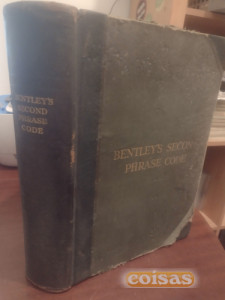 BENTLEY'S
SECOND
PHRASE
CODE
BENTLEY'S SECOND
PHRASE CODE
coisas